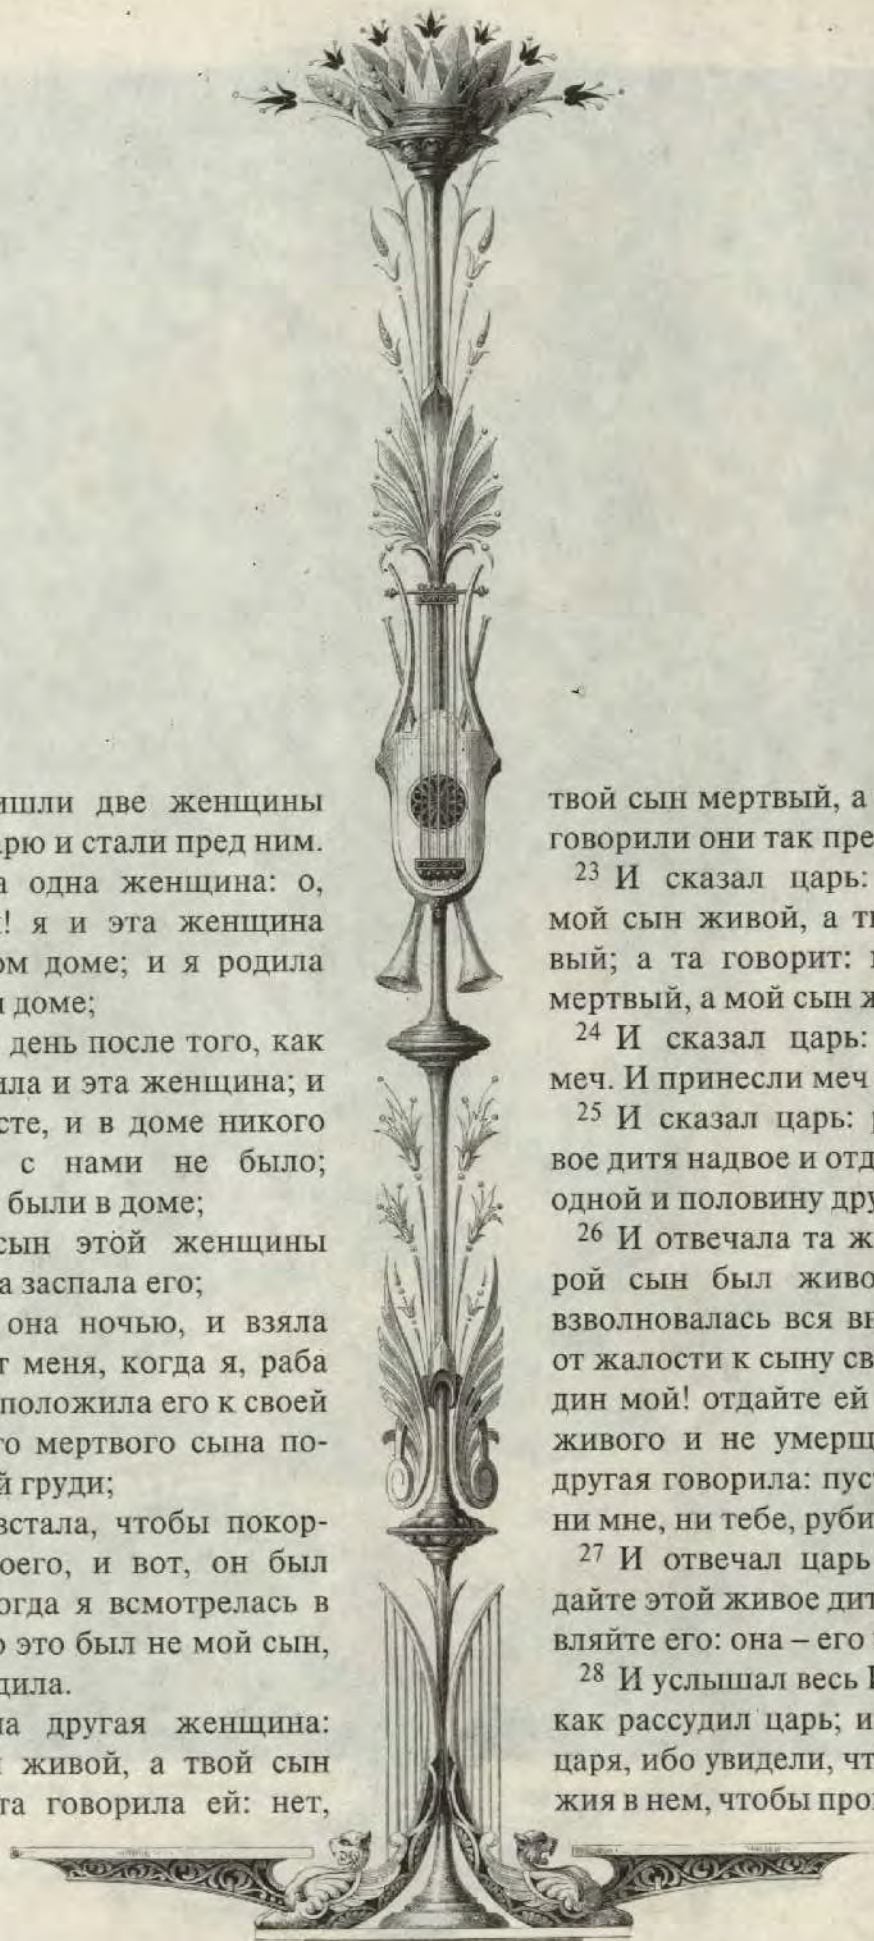 ишли две женщины
арю и стали пред ним.
а одна женщина: о,
! я и эта женщина
ом доме; и я родила
доме;
день после того, как
ила и эта женщина; и
сте, и в доме никого
с нами не было;
были в доме;
сын этой женщины
а заспала его;
она ночью, и взяла
т меня, когда я, раба
положила его к своей
го мертвого сына по-
й груди;
встала, чтобы покор-
оего, и вот, он был
огда я всмотрелась в
о это был не мой сын,
дила.
ла другая женщина:
живой, а твой сын
та говорила ей: нет,
твой сын мертвый, а
говорили они так пре
23 И сказал царь:
мой сын живой, а т
вый; а та говорит:
мертвый, а мой сын ж
24 И сказал царь:
меч. И принесли меч
25 И сказал царь: р
вое дитя надвое и отд
одной и половину дру
26 И отвечала та ж
рой сын был живо
взволновалась вся вн
от жалости к сыну св
дин мой! отдайте ей
живого и не умерщ
другая говорила: пуст
ни мне, ни тебе, руби
27 И отвечал царь
дайте этой живое дит
вляйте его: она – его
28 И услышал весь
как рассудил царь; и
царя, ибо увидели, чт
жия в нем, чтобы про